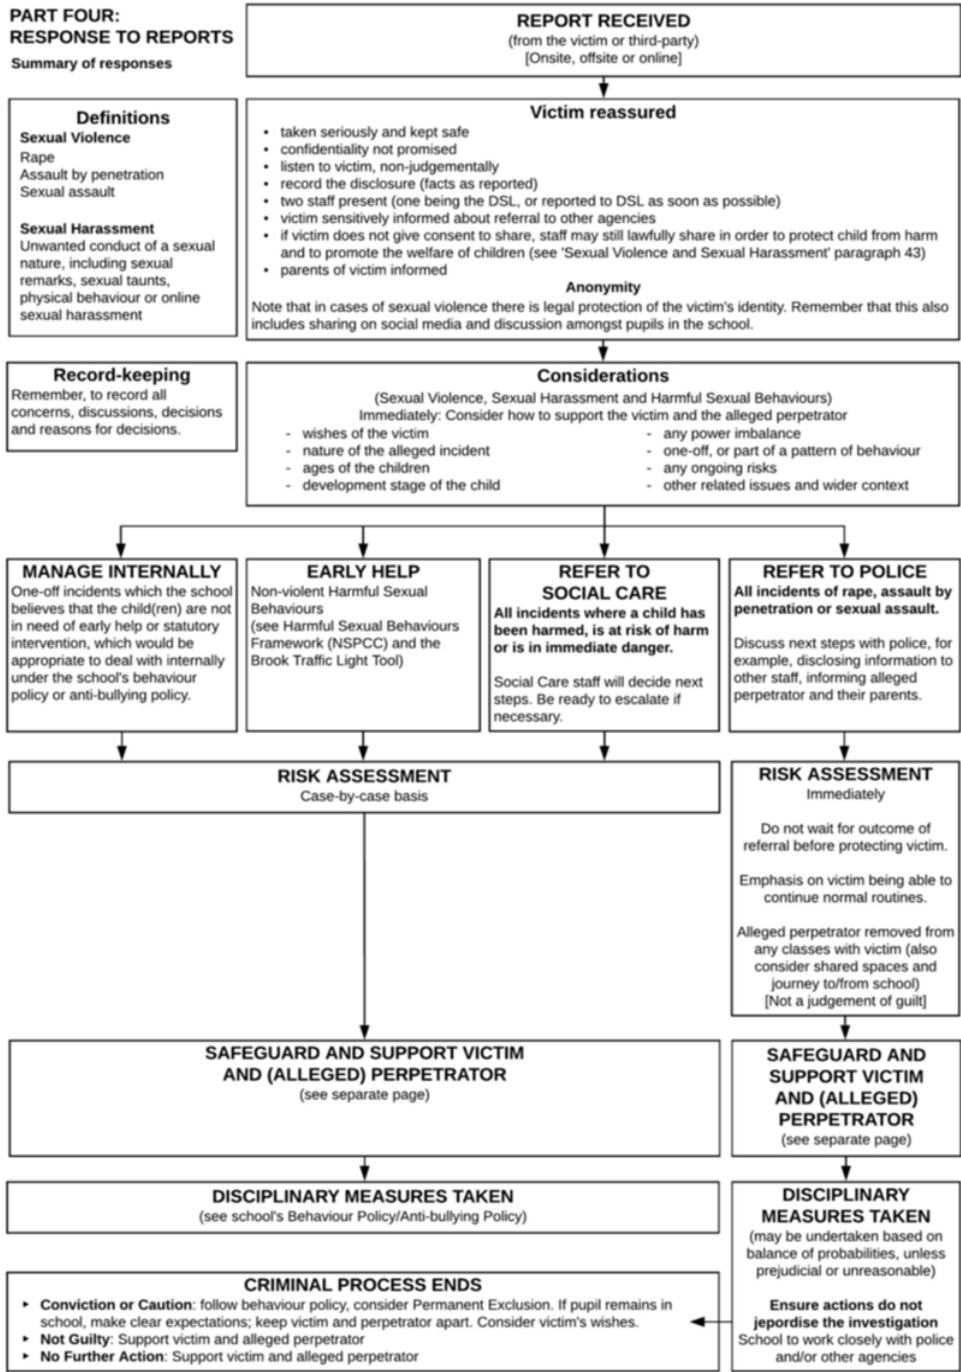 PART FOUR:
RESPONSE TO REPORTS
Summary of responses
REPORT RECEIVED
(from the victim or third-party)
[Onsite, offsite or online]
Definitions
Sexual Violence
Rape
Assault by penetration
Sexual assault
Sexual Harassment
Unwanted conduct of a sexual
nature, including sexual
remarks, sexual taunts,
physical behaviour or online
sexual harassment
Victim reassured
• taken seriously and kept safe
• confidentiality not promised
• listen to victim, non-judgementally
• record the disclosure (facts as reported)
• two staff present (one being the DSL, or reported to DSL as soon as possible)
• victim sensitively informed about referral to other agencies
• if victim does not give consent to share, staff may still lawfully share in order to protect child from harm
and to promote the welfare of children (see 'Sexual Violence and Sexual Harassment' paragraph 43)
• parents of victim informed
Anonymity
Note that in cases of sexual violence there is legal protection of the victim's identity. Remember that this also
includes sharing on social media and discussion amongst pupils in the school.
Record-keeping
Remember, to record all
concerns, discussions, decisions
and reasons for decisions.
Considerations
(Sexual Violence, Sexual Harassment and Harmful Sexual Behaviours)
Immediately: Consider how to support the victim and the alleged perpetrator
- wishes of the victim
- nature of the alleged incident
- ages of the children
- development stage of the child
- any power imbalance
- one-off, or part of a pattern of behaviour
- any ongoing risks
- other related issues and wider context
MANAGE INTERNALLY
One-off incidents which the school
believes that the child(ren) are not
in need of early help or statutory
intervention, which would be
appropriate to deal with internally
under the school's behaviour
policy or anti-bullying policy.
EARLY HELP
Non-violent Harmful Sexual
Behaviours
(see Harmful Sexual Behaviours
Framework (NSPCC) and the
Brook Traffic Light Tool)
REFER TO
SOCIAL CARE
All incidents where a child has
been harmed, is at risk of harm
or is in immediate danger.
Social Care staff will decide next
steps. Be ready to escalate if
necessary.
REFER TO POLICE
All incidents of rape, assault by
penetration or sexual assault.
Discuss next steps with police, for
example, disclosing information to
other staff, informing alleged
perpetrator and their parents.
RISK ASSESSMENT
Case-by-case basis
RISK ASSESSMENT
Immediately
Do not wait for outcome of
referral before protecting victim.
Emphasis on victim being able to
continue normal routines.
Alleged perpetrator removed from
any classes with victim (also
consider shared spaces and
journey to/from school)
[Not a judgement of guilt]
SAFEGUARD AND SUPPORT VICTIM
AND (ALLEGED) PERPETRATOR
(see separate page)
SAFEGUARD AND
SUPPORT VICTIM
AND (ALLEGED)
PERPETRATOR
(see separate page)
DISCIPLINARY MEASURES TAKEN
(see school's Behaviour Policy/Anti-bullying Policy)
DISCIPLINARY
MEASURES TAKEN
(may be undertaken based on
balance of probabilities, unless
prejudicial or unreasonable)
Ensure actions do not
jepordise the investigation
School to work closely with police
and/or other agencies
CRIMINAL PROCESS ENDS
‣ Conviction or Caution: follow behaviour policy, consider Permanent Exclusion. If pupil remains in
school, make clear expectations; keep victim and perpetrator apart. Consider victim's wishes.
‣ Not Guilty: Support victim and alleged perpetrator
‣ No Further Action: Support victim and alleged perpetrator